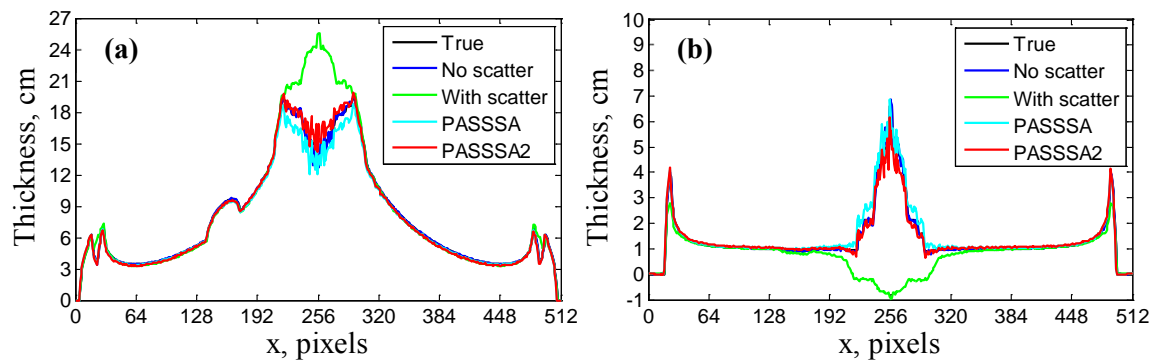 (a)
Thickness, cm
27
24
21
18
15
12
9
6
3
0
True
No scatter
With scatter
PASSSA
PASSSA2
0 64 128 192 256 320 384 448 512
x, pixels
(b)
Thickness, cm
10
9
8
7
6
5
4
3
2
1
0
-1
True
No scatter
With scatter
PASSSA
PASSSA2
0 64 128 192 256 320 384 448 512
x, pixels